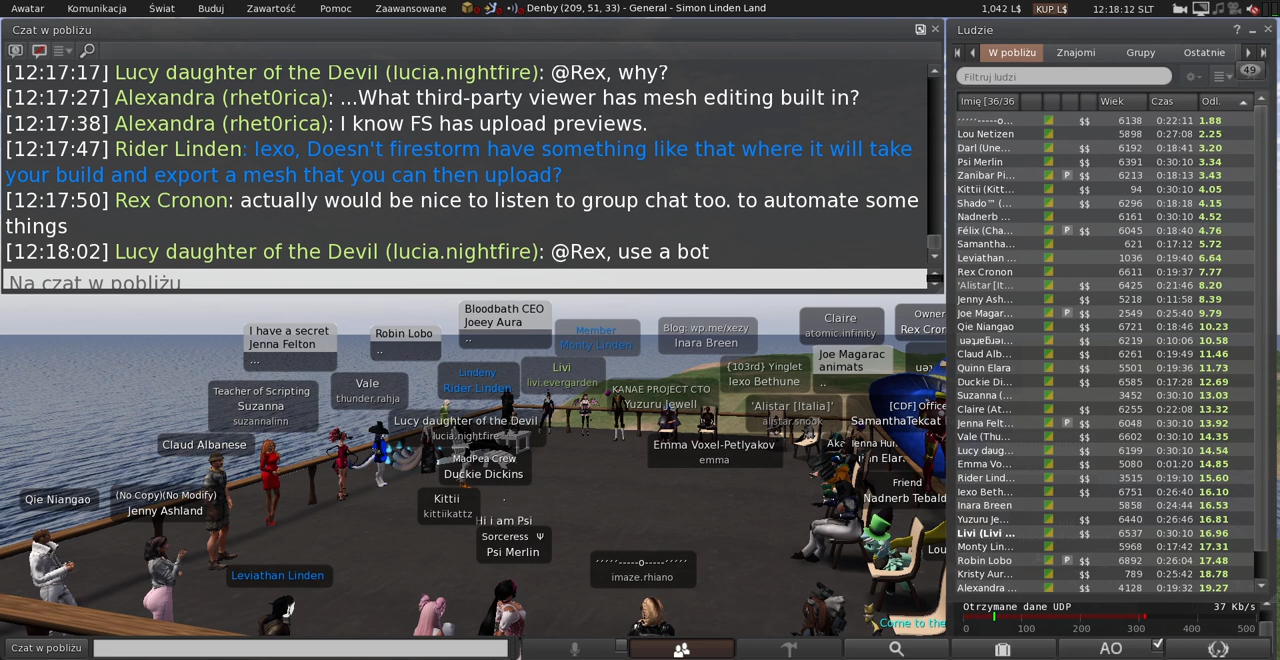 Awatar Komunikacja Świat Buduj Zawartość Pomoc Zaawansowane Denby (209, 51, 33) - General - Simon Linden Land 1,042 L$ KUP L$ 12:18:12 SLT
Czat w pobliżu
[12:17:17] Lucy daughter of the Devil (lucia.nightfire): @Rex, why?
[12:17:27] Alexandra (rhet0rica): ...What third-party viewer has mesh editing built in?
[12:17:38] Alexandra (rhet0rica): I know FS has upload previews.
[12:17:47] Rider Linden: Iexo, Doesn't firestorm have something like that where it will take
your build and export a mesh that you can then upload?
[12:17:50] Rex Cronon: actually would be nice to listen to group chat too. to automate some
things
[12:18:02] Lucy daughter of the Devil (lucia.nightfire): @Rex, use a bot
Na czat w pobliżu
I have a secret
Jenna Felton
...
Robin Lobo
..
Bloodbath CEO
Joeey Aura
..
Member
Monty Linden
Blog: wp.me/xezy
Inara Breen
Claire
atomic.infinity
Owner
Rex Cron
Joe Magarac
animats
..
Teacher of Scripting
Suzanna
suzannalinn
Vale
thunder.rahja
Lindeny
Rider Linden
Livi
livi.evergarden
KANAE PROJECT CTO
Yuzuru Jewell
{103rd} Yinglet
Iexo Bethune
'Alistar [Italia]'
alistar.snook
[CDF] Office
SamanthaTekcat
Lucy daughter of the Devil
lucia.nightfire
Claud Albanese
MadPea Crew
Duckie Dickins
Emma Voxel-Petlyakov
emma
Friend
Nadnerb Tebald
Qie Niangao
(No Copy)(No Modify)
Jenny Ashland
Kittii
kittiikattz
Hi i am Psi
Sorceress Ψ
Psi Merlin
Lou
Leviathan Linden
´´´´´-----o-----´´´´´
imaze.rhiano
Come to the
Czat w pobliżu
AO
Ludzie
W pobliżu Znajomi Grupy Ostatnie
Filtruj ludzi
49
Imię [36/36 Wiek Czas Odl.
´´´´´-----o... $$ 6138 0:22:11 1.88
Lou Netizen 5898 0:27:08 2.25
Darl (Une... $$ 6192 0:18:41 3.20
Psi Merlin $$ 6391 0:30:10 3.34
Zanibar Pi... P $$ 6213 0:18:13 3.43
Kittii (Kitt... $$ 94 0:30:10 4.05
Shado™ (... $$ 6296 0:18:18 4.15
Nadnerb ... 6161 0:30:10 4.52
Félix (Cha... P $$ 6045 0:18:40 4.76
Samantha... 621 0:17:12 5.72
Leviathan ... 1036 0:19:40 6.64
Rex Cronon 6611 0:19:37 7.77
'Alistar [It... $$ 6425 0:21:46 8.20
Jenny Ash... $$ 5218 0:11:58 8.39
Joe Magar... P $$ 2549 0:25:40 9.79
Qie Niangao $$ 6721 0:18:46 10.23
$$ 6219 0:10:06 10.58
Claud Alb... $$ 6261 0:19:49 11.46
Quinn Elara $$ 5501 0:19:36 11.73
Duckie Di... $$ 6585 0:17:28 12.69
Suzanna (... $$ 3452 0:30:10 13.03
Claire (At... $$ 6255 0:22:08 13.32
Jenna Felt... P $$ 6048 0:30:10 13.92
Vale (Thu... $$ 6602 0:30:10 14.35
Lucy daug... $$ 6199 0:30:10 14.54
Emma Vo... $$ 5080 0:01:20 14.85
Rider Lind... $$ 3515 0:19:10 15.60
Iexo Beth... $$ 6751 0:26:40 16.10
Inara Breen 5858 0:24:44 16.53
Yuzuru Je... $$ 6440 0:26:46 16.81
Livi (Livi ... $$ 6537 0:30:10 16.96
Monty Lin... 5968 0:17:42 17.31
Robin Lobo P $$ 6892 0:26:04 17.48
Kristy Aur... $$ 789 0:25:42 18.78
Alexandra ... $$ 4128 0:19:32 19.27
Otrzymane dane UDP 37 Kb/s
0 100 200 300 400 500